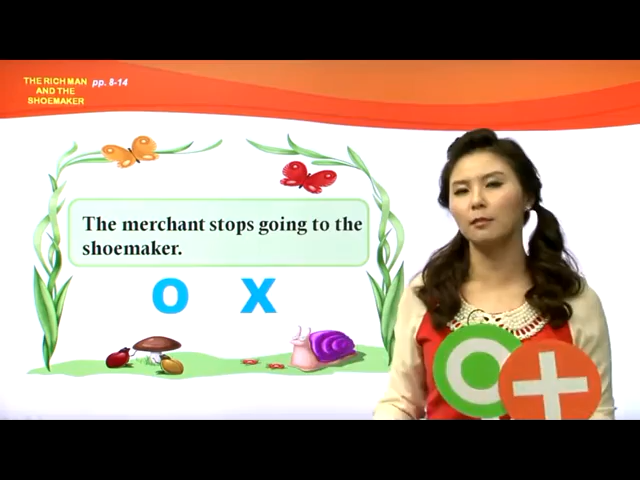 THE RICH MAN
AND THE
SHOEMAKER
pp. 8-14
The merchant stops going to the
shoemaker.
O X